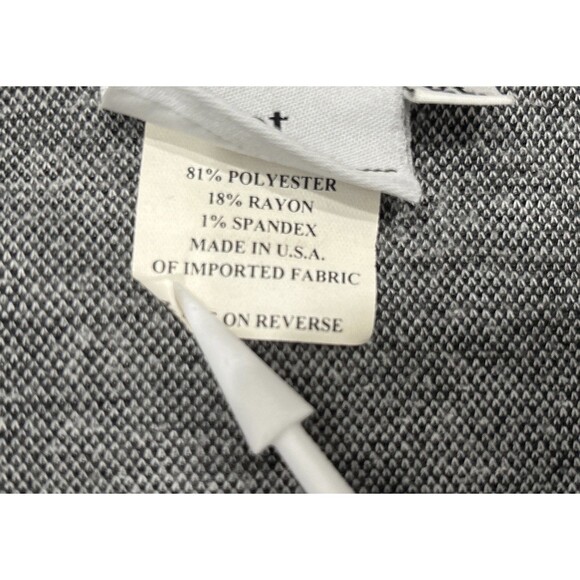 81% POLYESTER
18% RAYON
1% SPANDEX
MADE IN U.S.A.
OF IMPORTED FABRIC
ON REVERSE